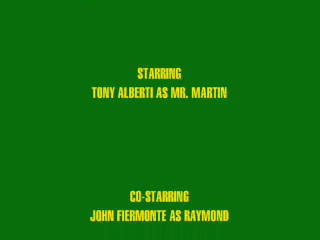 STARRING
TONY ALBERTI AS MR. MARTIN
CO-STARRING
JOHN FIERMONTE AS RAYMOND